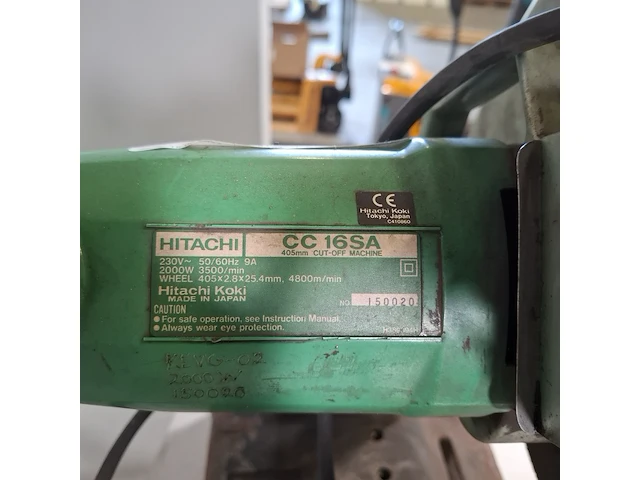 CE
Hitachi Koki
Tokyo, Japan
C410860
HITACHI
CC 16SA
405mm CUT-OFF MACHINE
230V~ 50/60Hz 9A
2000W 3500/min
WHEEL 405×2.8×25.4mm, 4800m/min
Hitachi Koki
MADE IN JAPAN
NO. 150020
CAUTION
● For safe operation. see Instruction Manual.
● Always wear eye protection.
2000W